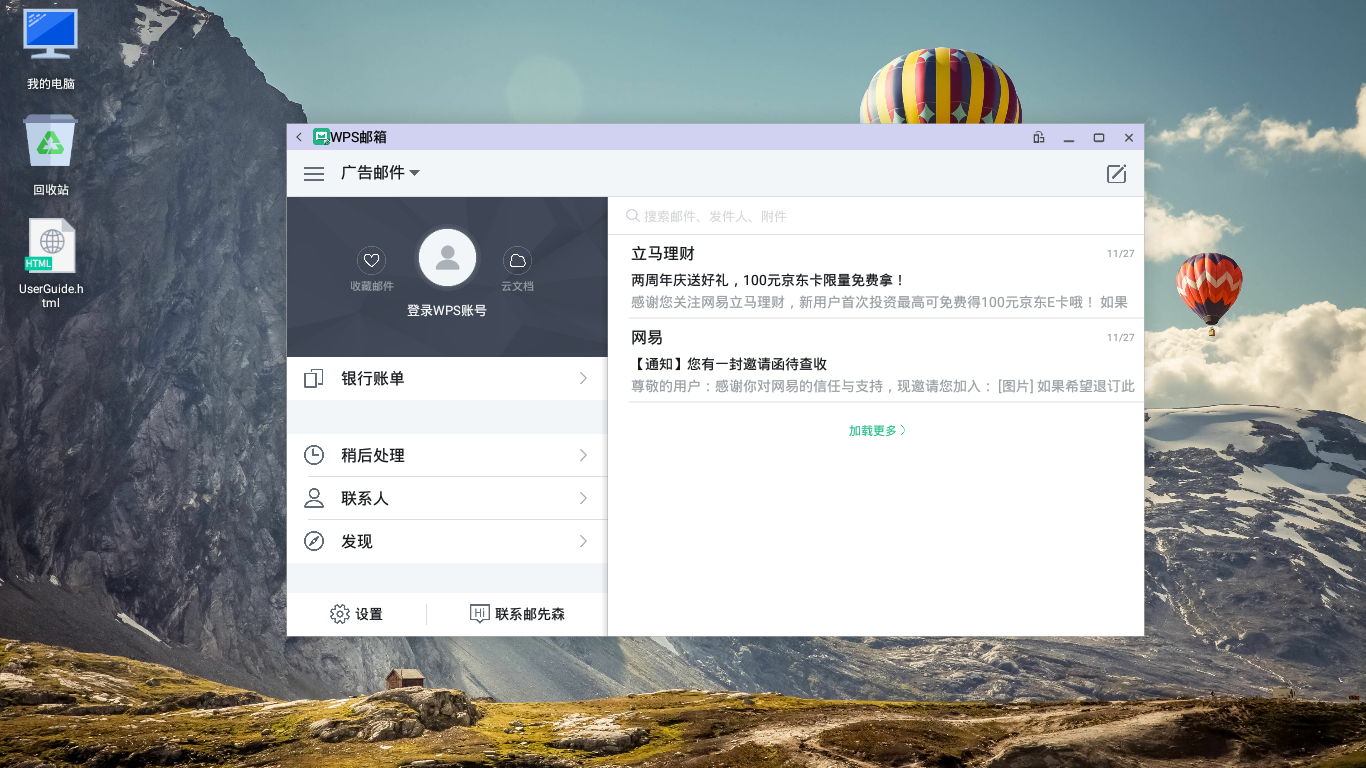 我的电脑
回收站
HTML
UserGuide.h
tml
WPS邮箱
广告邮件
收藏邮件
云文档
登录WPS账号
银行账单
稍后处理
联系人
发现
设置
Hi 联系邮先森
搜索邮件、发件人、附件
立马理财 11/27
两周年庆送好礼，100元京东卡限量免费拿！
感谢您关注网易立马理财，新用户首次投资最高可免费得100元京东E卡哦！ 如果
网易 11/27
【通知】您有一封邀请函待查收
尊敬的用户：感谢你对网易的信任与支持，现邀请您加入： [图片] 如果希望退订此
加载更多